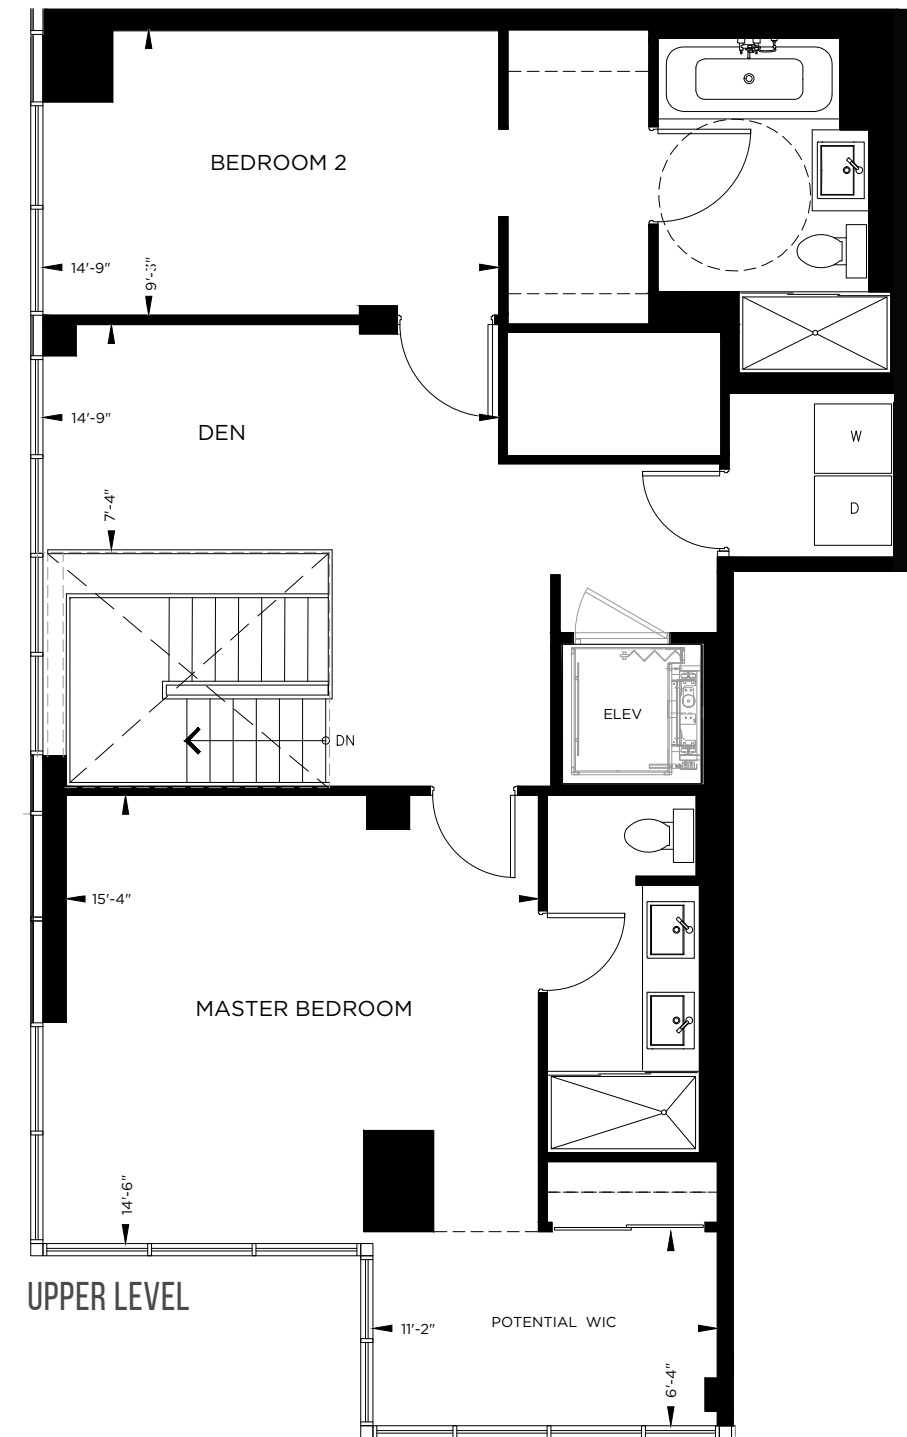 BEDROOM 2
14'-9"
9'-3"
14'-9"
DEN
W
7'-4"
D
ELEV
DN
15'-4"
MASTER BEDROOM
14'-6"
UPPER LEVEL
11'-2"
POTENTIAL WIC
6'-4"